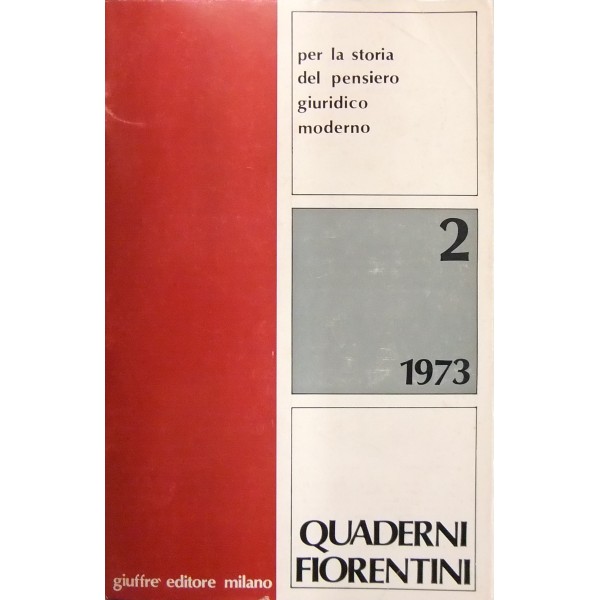 per la storia
del pensiero
giuridico
moderno
2
1973
QUADERNI
FIORENTINI
giuffrè editore milano